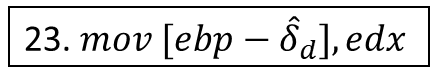 23. mov [ebp − δ̂_d], edx